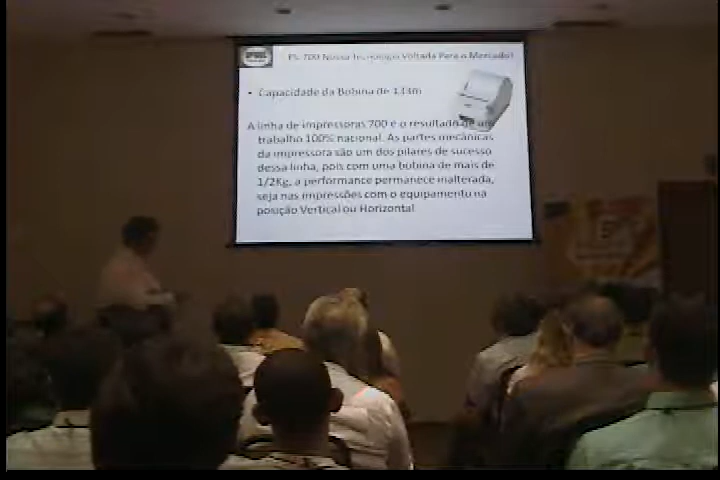 700 Nossa Tecnologia Voltada Para o Mercado!
• Capacidade da Bobina de 133m
A linha de impressoras 700 é o resultado de um
trabalho 100% nacional. As partes mecânicas
da impressora são um dos pilares de sucesso
dessa linha, pois com uma bobina de mais de
1/2Kg, a performance permanece inalterada,
seja nas impressões com o equipamento na
posição Vertical ou Horizontal